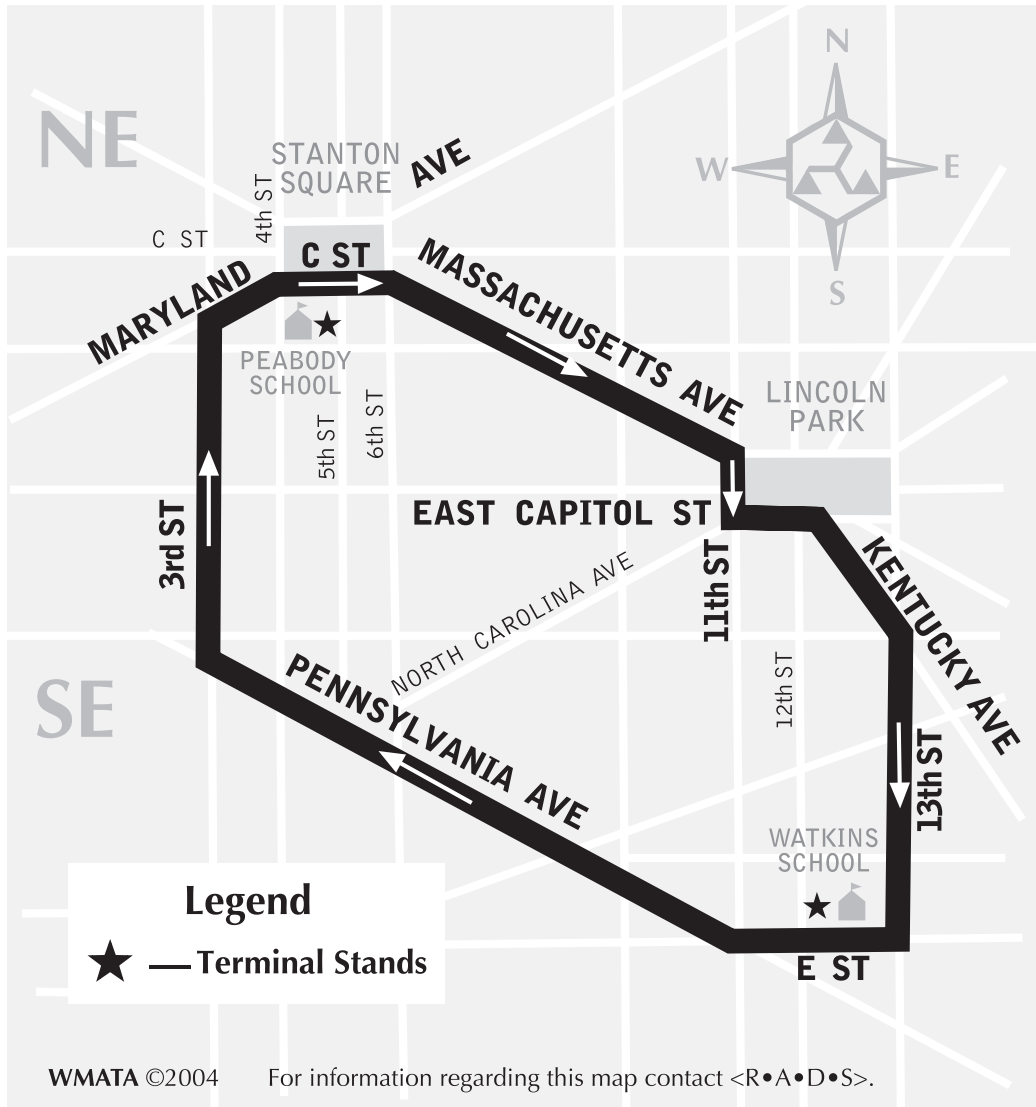 N
NE
STANTON
SQUARE
AVE
W
E
4th ST
C ST
C ST
S
MARYLAND
MASSACHUSETTS AVE
PEABODY
SCHOOL
LINCOLN
PARK
5th ST
6th ST
EAST CAPITOL ST
3rd ST
11th ST
KENTUCKY AVE
NORTH CAROLINA AVE
SE
PENNSYLVANIA AVE
12th ST
13th ST
WATKINS
SCHOOL
Legend
★ — Terminal Stands
E ST
WMATA ©2004 For information regarding this map contact <R•A•D•S>.